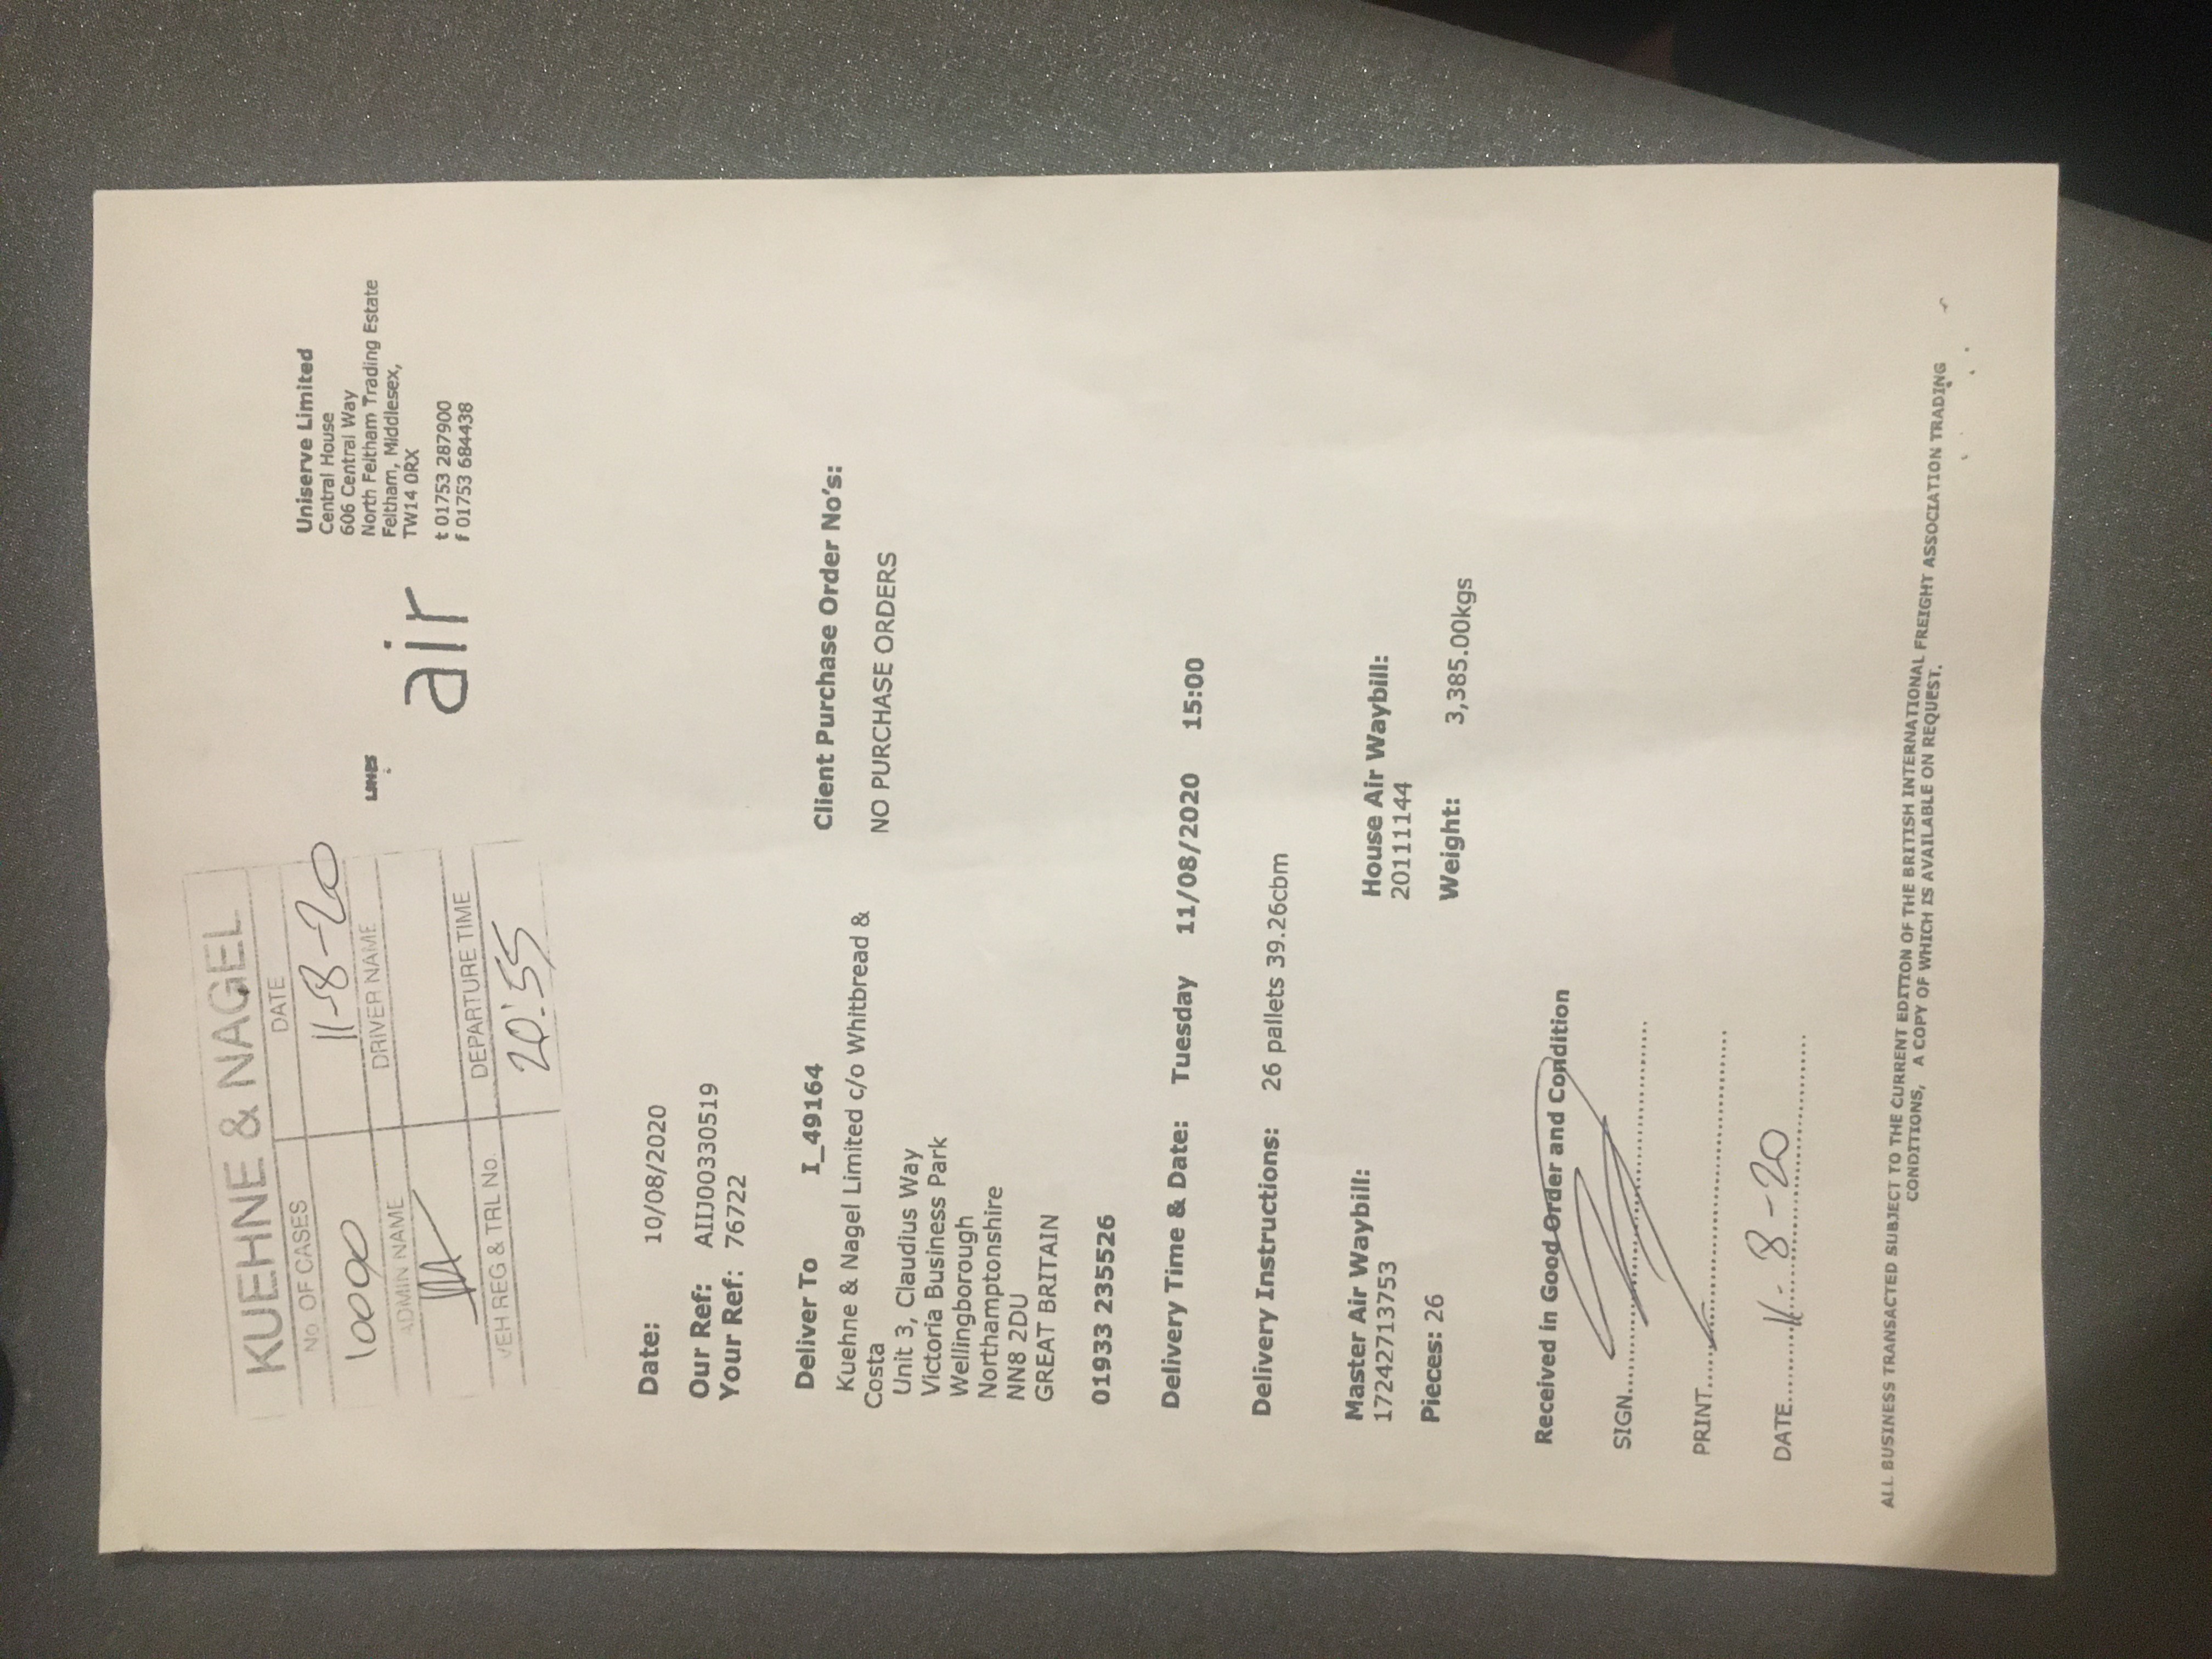 KUEHNE & NAGEL
No. OF CASES DATE
10000 11-8-20
ADMIN NAME DRIVER NAME
VEH REG & TRL No. DEPARTURE TIME
20:55
air
Uniserve Limited
Central House
606 Central Way
North Feltham Trading Estate
Feltham, Middlesex,
TW14 0RX
t 01753 287900
f 01753 684438
Date: 10/08/2020
Our Ref: AIIJ00330519
Your Ref: 76722
Deliver To I_49164
Client Purchase Order No's:
Kuehne & Nagel Limited c/o Whitbread &
Costa
Unit 3, Claudius Way
Victoria Business Park
Wellingborough
Northamptonshire
NN8 2DU
GREAT BRITAIN
NO PURCHASE ORDERS
01933 235526
Delivery Time & Date: Tuesday 11/08/2020 15:00
Delivery Instructions: 26 pallets 39.26cbm
Master Air Waybill: House Air Waybill:
17242713753 20111144
Pieces: 26 Weight: 3,385.00kgs
Received in Good Order and Condition
SIGN
PRINT
DATE 11-8-20
ALL BUSINESS TRANSACTED SUBJECT TO THE CURRENT EDITION OF THE BRITISH INTERNATIONAL FREIGHT ASSOCIATION TRADING
CONDITIONS, A COPY OF WHICH IS AVAILABLE ON REQUEST.